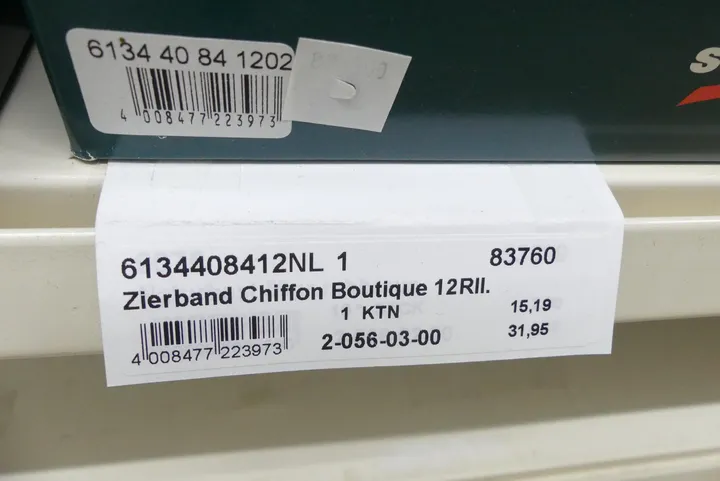 6134 40 84 1202
4 008477 223973
S
6134408412NL 1 83760
Zierband Chiffon Boutique 12Rll.
1 KTN 15,19
4 008477 223973 2-056-03-00 31,95